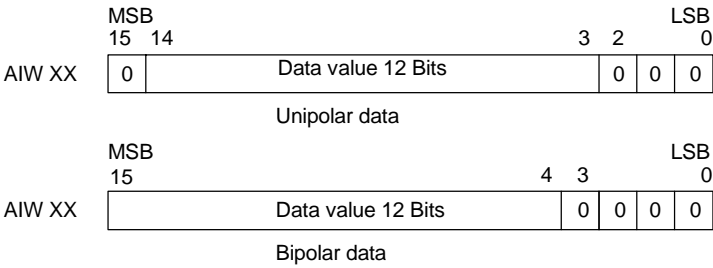 MSB LSB
15 14 3 2 0
AIW XX 0 Data value 12 Bits 0 0 0
Unipolar data
MSB LSB
15 4 3 0
AIW XX Data value 12 Bits 0 0 0 0
Bipolar data